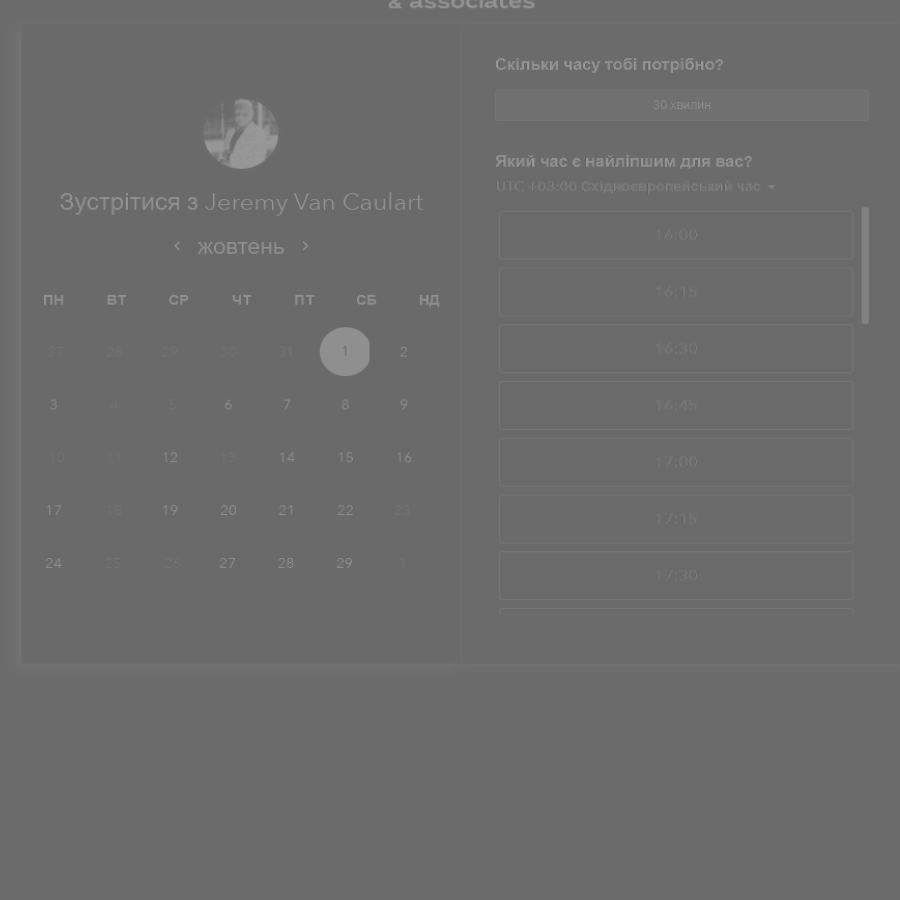 & associates
Зустрітися з Jeremy Van Caulart
жовтень
ПН ВТ СР ЧТ ПТ СБ НД
27 28 29 30 31 1 2
3 4 5 6 7 8 9
10 11 12 13 14 15 16
17 18 19 20 21 22 23
24 25 26 27 28 29 1
Скільки часу тобі потрібно?
30 хвилин
Який час є найліпшим для вас?
UTC +03:00 Східноєвропейський час
16:00
16:15
16:30
16:45
17:00
17:15
17:30